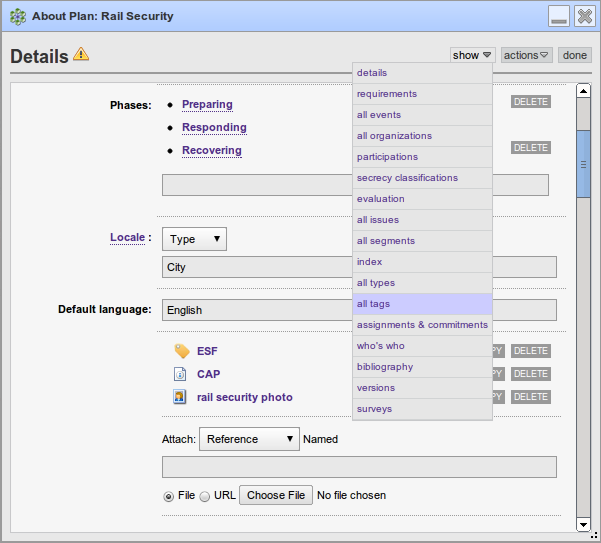 About Plan: Rail Security
Details
show
actions
done
details
requirements
all events
all organizations
participations
secrecy classifications
evaluation
all issues
all segments
index
all types
all tags
assignments & commitments
who's who
bibliography
versions
surveys
Phases:
Preparing
DELETE
Responding
Recovering
DELETE
Locale :
Type
City
Default language:
English
ESF
PY
DELETE
CAP
PY
DELETE
rail security photo
PY
DELETE
Attach:
Reference
Named
File
URL
Choose File
No file chosen